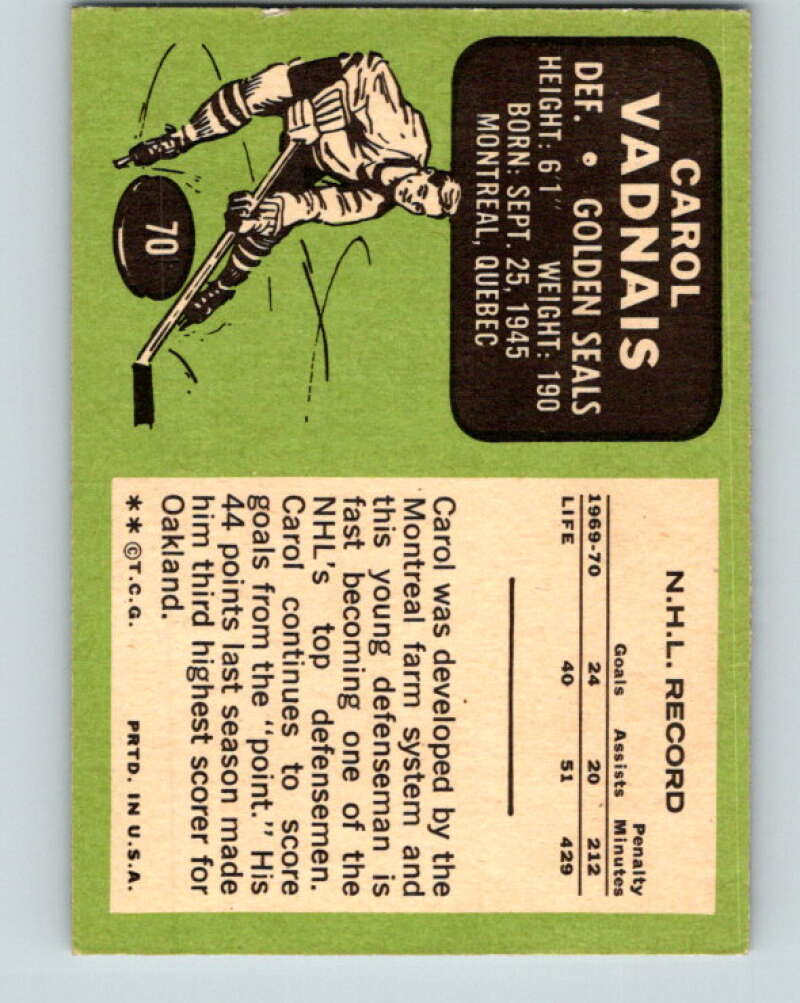 CAROL
VADNAIS
DEF. • GOLDEN SEALS
HEIGHT: 6'1" WEIGHT: 190
BORN: SEPT. 25, 1945
MONTREAL, QUEBEC
70
N.H.L. RECORD
Penalty
Goals Assists Minutes
1969-70 24 20 212
LIFE 40 51 429
Carol was developed by the
Montreal farm system and
this young defenseman is
fast becoming one of the
NHL's top defensemen.
Carol continues to score
goals from the "point." His
44 points last season made
him third highest scorer for
Oakland.
** ©T.C.G. PRTD. IN U.S.A.